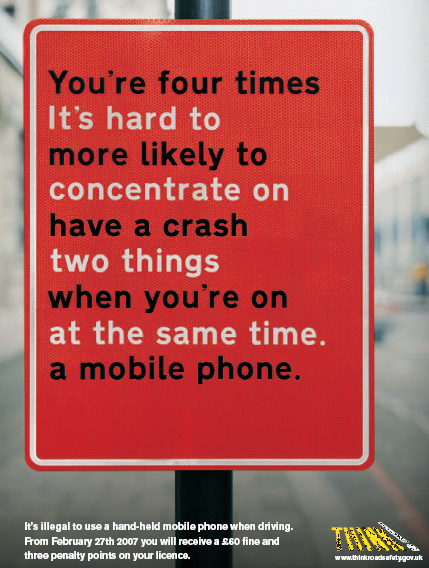 You're four times
It's hard to
more likely to
concentrate on
have a crash
two things
when you're on
at the same time.
a mobile phone.
It's illegal to use a hand-held mobile phone when driving.
From February 27th 2007 you will receive a £60 fine and
three penalty points on your licence.
THINK!
www.thinkroadsafety.gov.uk